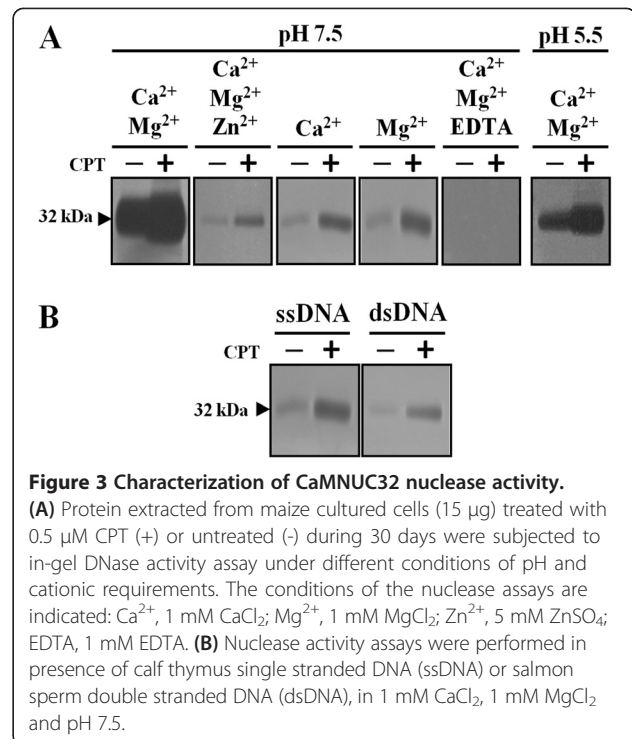 A
pH 7.5
pH 5.5
Ca²⁺
Mg²⁺
Ca²⁺
Mg²⁺
Zn²⁺
Ca²⁺
Mg²⁺
Ca²⁺
Mg²⁺
EDTA
Ca²⁺
Mg²⁺
CPT − + − + − + − + − + − +
32 kDa
B
ssDNA dsDNA
CPT − + − +
32 kDa
Figure 3 Characterization of CaMNUC32 nuclease activity.
(A) Protein extracted from maize cultured cells (15 μg) treated with
0.5 μM CPT (+) or untreated (-) during 30 days were subjected to
in-gel DNase activity assay under different conditions of pH and
cationic requirements. The conditions of the nuclease assays are
indicated: Ca²⁺, 1 mM CaCl₂; Mg²⁺, 1 mM MgCl₂; Zn²⁺, 5 mM ZnSO₄;
EDTA, 1 mM EDTA. (B) Nuclease activity assays were performed in
presence of calf thymus single stranded DNA (ssDNA) or salmon
sperm double stranded DNA (dsDNA), in 1 mM CaCl₂, 1 mM MgCl₂
and pH 7.5.